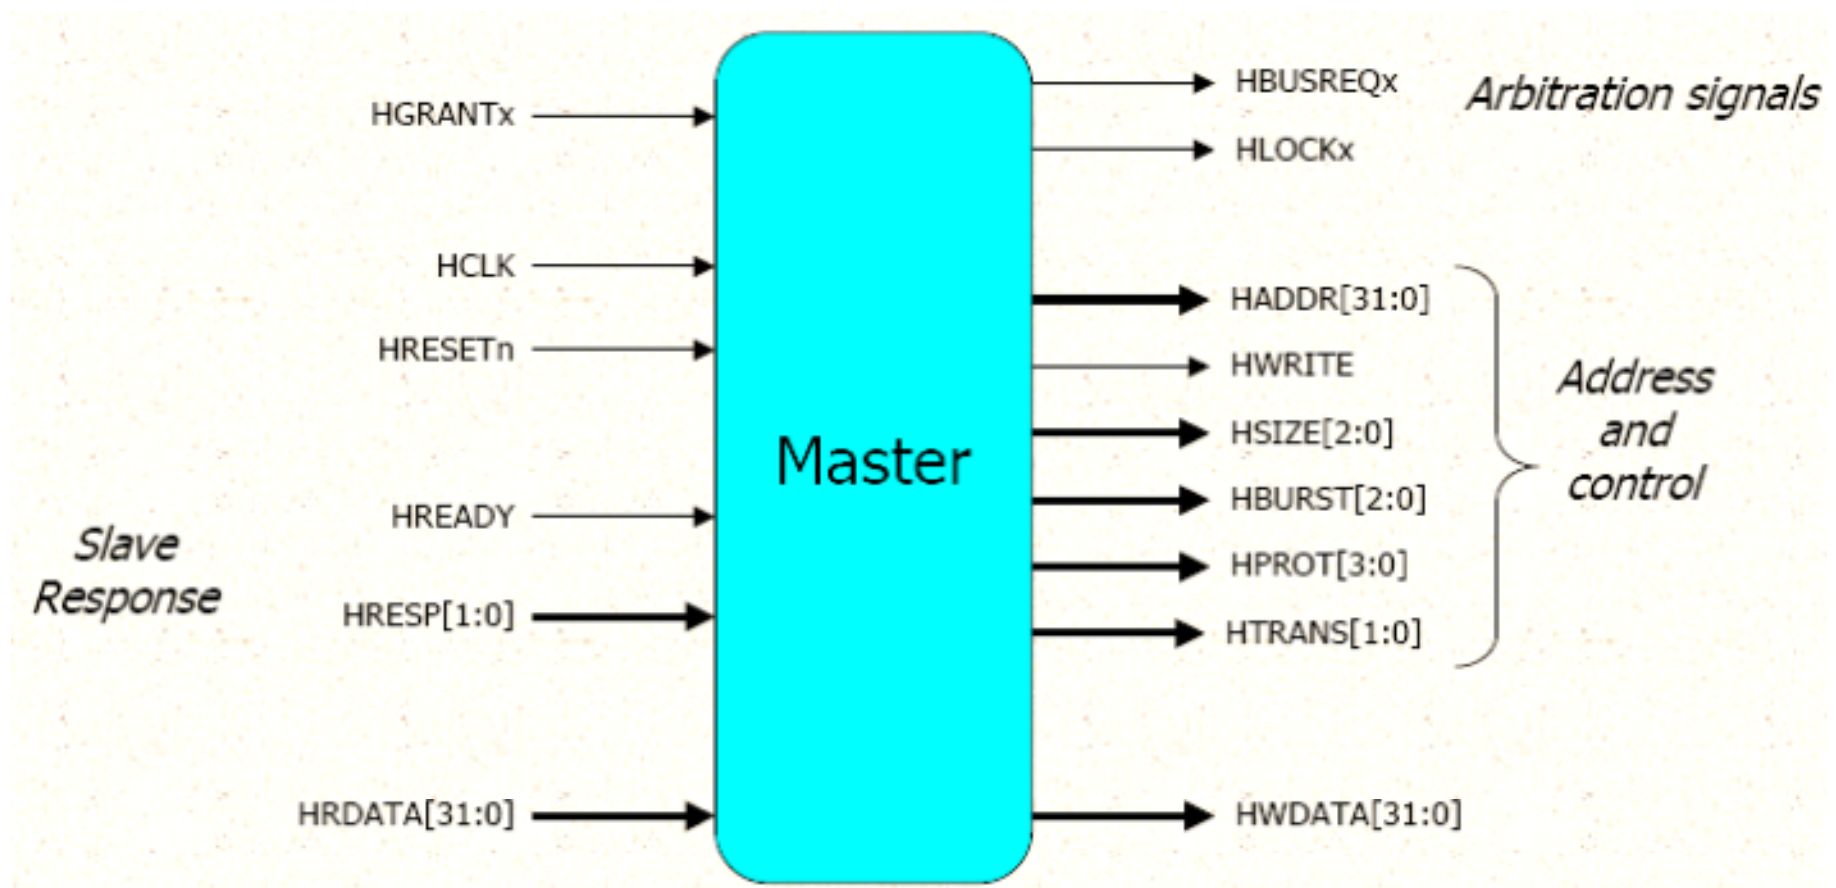 HGRANTx
HCLK
HRESETn
HREADY
HRESP[1:0]
HRDATA[31:0]
Slave
Response
Master
HBUSREQx
HLOCKx
Arbitration signals
HADDR[31:0]
HWRITE
HSIZE[2:0]
HBURST[2:0]
HPROT[3:0]
HTRANS[1:0]
Address
and
control
HWDATA[31:0]